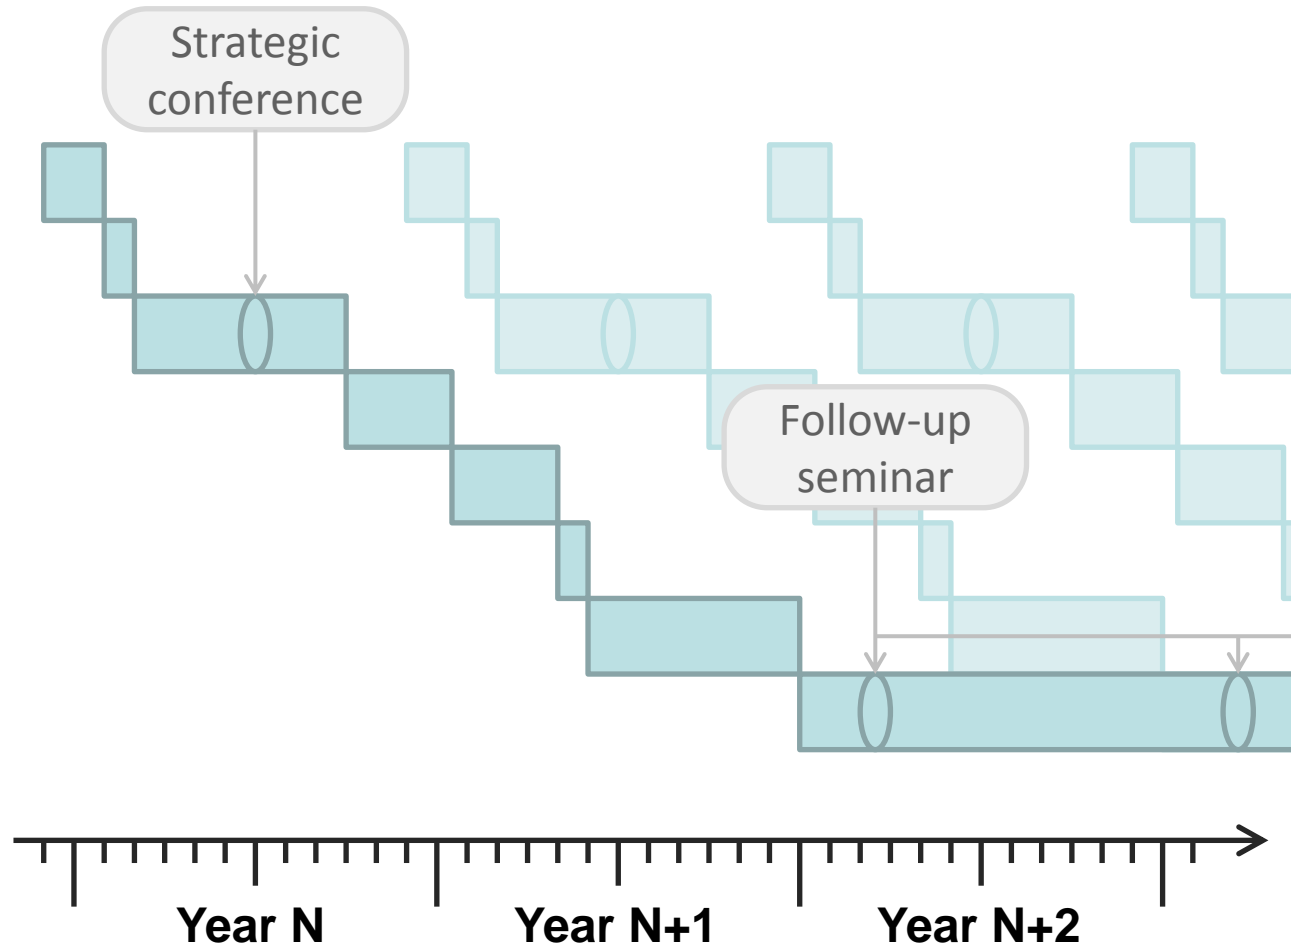 Strategic
conference
Follow-up
seminar
Year N
Year N+1
Year N+2